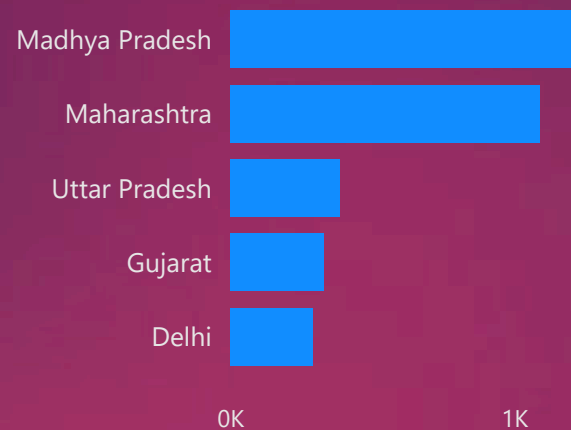 Madhya Pradesh
Maharashtra
Uttar Pradesh
Gujarat
Delhi
0K 1K